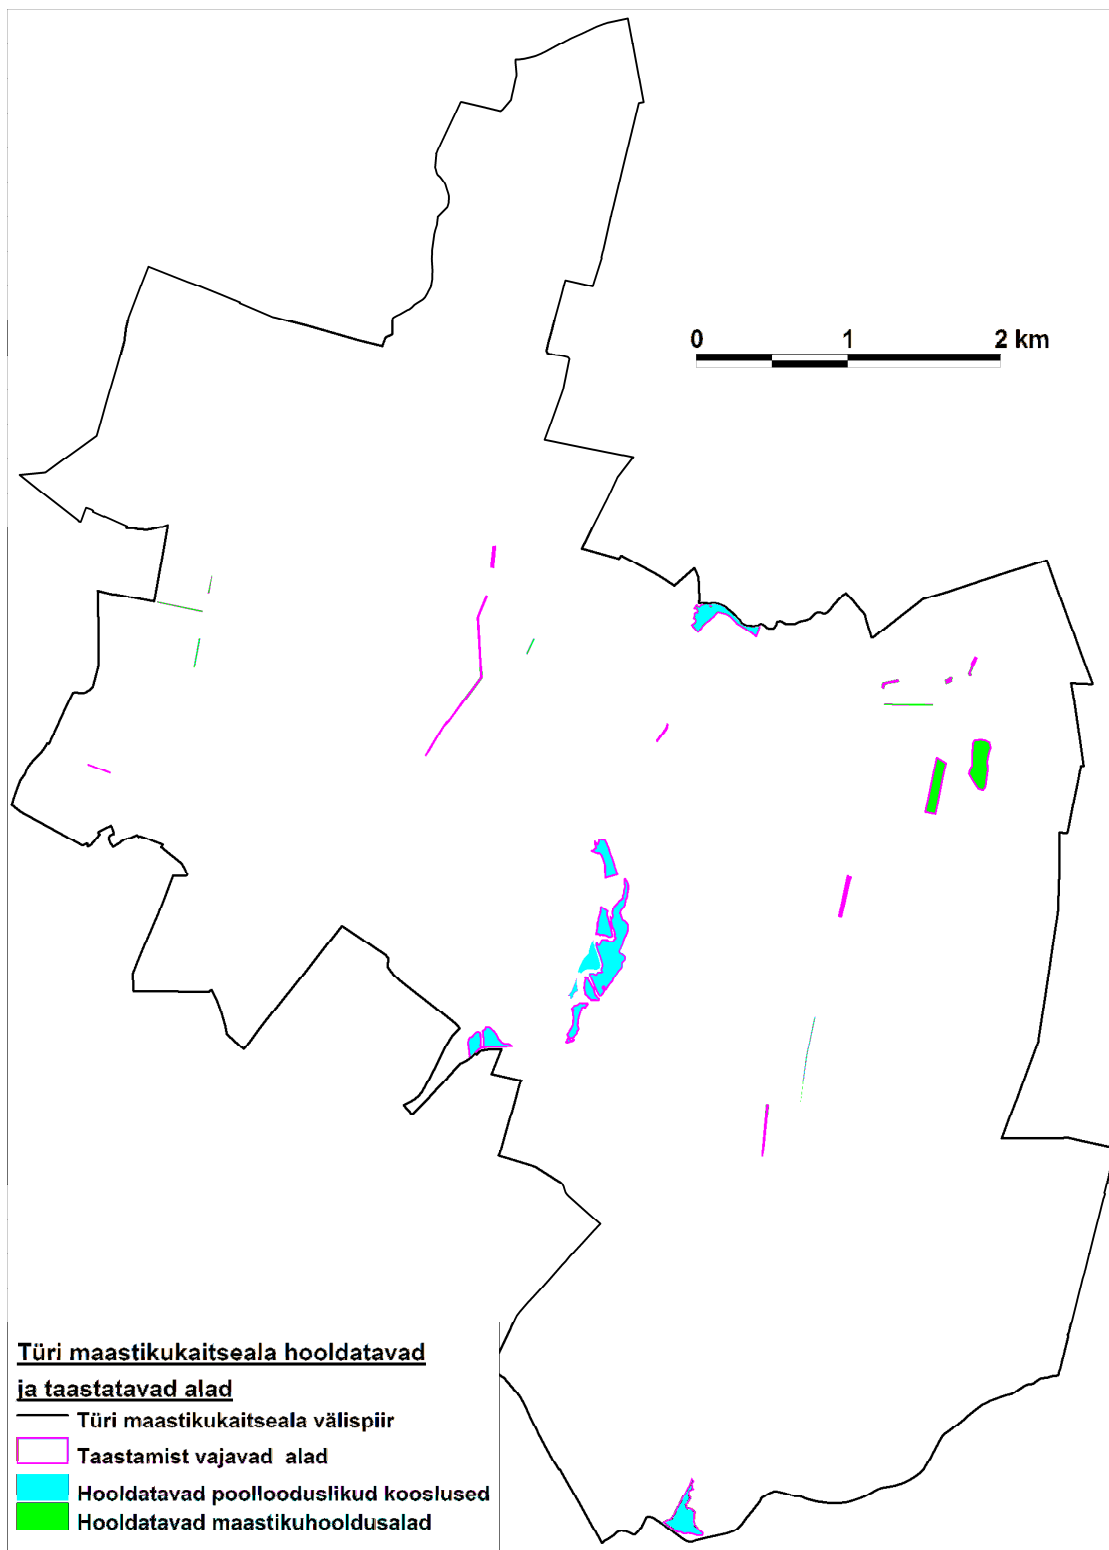 0 1 2 km
Türi maastikukaitseala hooldatavad
ja taastatavad alad
Türi maastikukaitseala välispiir
Taastamist vajavad alad
Hooldatavad poollooduslikud kooslused
Hooldatavad maastikuhooldusalad